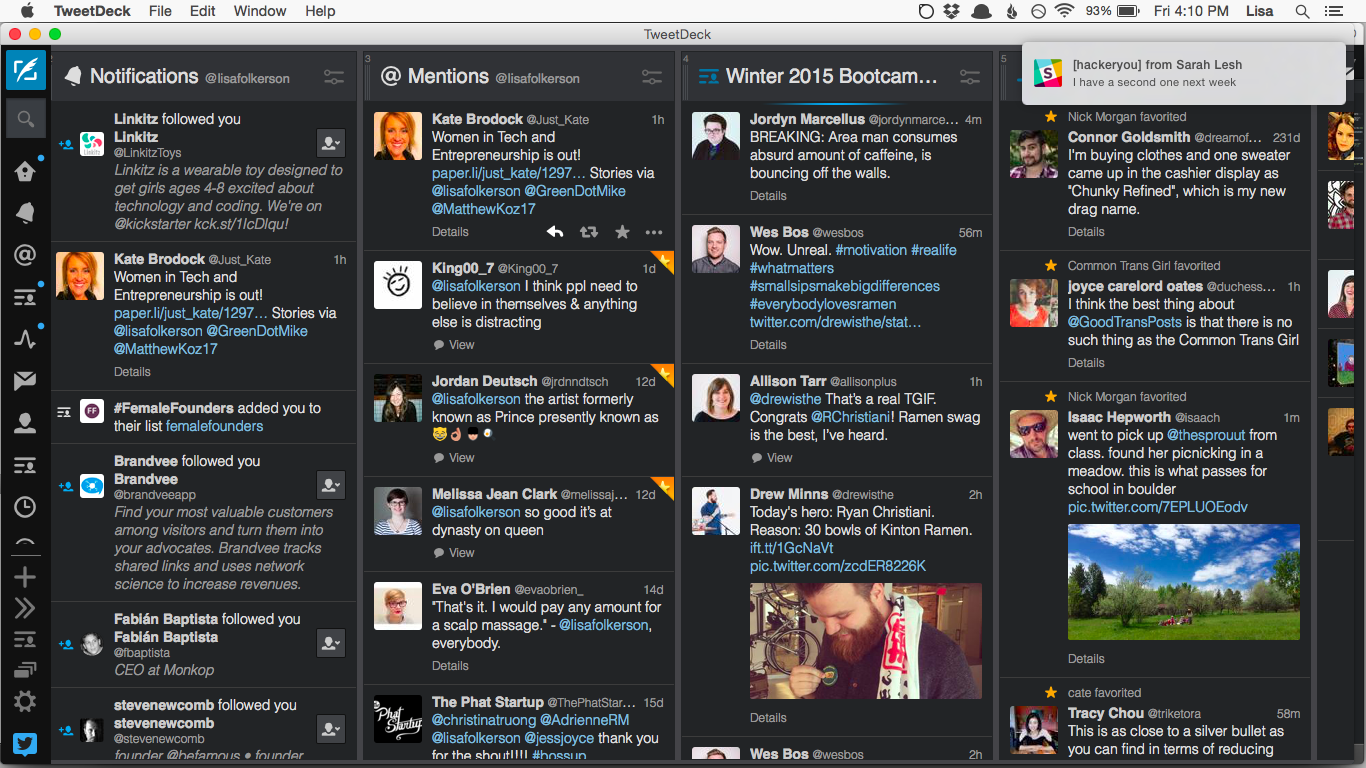 TweetDeck File Edit Window Help
93% Fri 4:10 PM Lisa
TweetDeck
[hackeryou] from Sarah Lesh
I have a second one next week
Notifications @lisafolkerson
Linkitz followed you
Linkitz
@LinkitzToys
Linkitz is a wearable toy designed to
get girls ages 4-8 excited about
technology and coding. We're on
@kickstarter kck.st/1IcDIqu!
Kate Brodock @Just_Kate 1h
Women in Tech and
Entrepreneurship is out!
paper.li/just_kate/1297… Stories via
@lisafolkerson @GreenDotMike
@MatthewKoz17
Details
#FemaleFounders added you to
their list femalefounders
Brandvee followed you
Brandvee
@brandveeapp
Find your most valuable customers
among visitors and turn them into
your advocates. Brandvee tracks
shared links and uses network
science to increase revenues.
Fabián Baptista followed you
Fabián Baptista
@fbaptista
CEO at Monkop
stevenewcomb followed you
stevenewcomb
@stevenewcomb
founder @befamous • founder
3
@ Mentions @lisafolkerson
Kate Brodock @Just_Kate 1h
Women in Tech and
Entrepreneurship is out!
paper.li/just_kate/1297… Stories via
@lisafolkerson @GreenDotMike
@MatthewKoz17
Details
King00_7 @King00_7 1d
@lisafolkerson I think ppl need to
believe in themselves & anything
else is distracting
View
Jordan Deutsch @jrdnndtsch 12d
@lisafolkerson the artist formerly
known as Prince presently known as
View
Melissa Jean Clark @melissaj… 12d
@lisafolkerson so good it's at
dynasty on queen
View
Eva O'Brien @evaobrien_ 14d
"That's it. I would pay any amount for
a scalp massage." - @lisafolkerson,
everybody.
Details
The Phat Startup @ThePhatStar… 15d
@christinatruong @AdrienneRM
@lisafolkerson @jessjoyce thank you
for the shout!!!! #bossup
4
Winter 2015 Bootcam…
Jordyn Marcellus @jordynmarce… 4m
BREAKING: Area man consumes
absurd amount of caffeine, is
bouncing off the walls.
Details
Wes Bos @wesbos 56m
Wow. Unreal. #motivation #realife
#whatmatters
#smallsipsmakebigdifferences
#everybodylovesramen
twitter.com/drewisthe/stat…
Details
Allison Tarr @allisonplus 1h
@drewisthe That's a real TGIF.
Congrats @RChristiani! Ramen swag
is the best, I've heard.
View
Drew Minns @drewisthe 2h
Today's hero: Ryan Christiani.
Reason: 30 bowls of Kinton Ramen.
ift.tt/1GcNaVt
pic.twitter.com/zcdER8226K
Details
Wes Bos @wesbos 2h
5
Nick Morgan favorited
Connor Goldsmith @dreamof… 231d
I'm buying clothes and one sweater
came up in the cashier display as
"Chunky Refined", which is my new
drag name.
Details
Common Trans Girl favorited
joyce carelord oates @duchess… 1h
I think the best thing about
@GoodTransPosts is that there is no
such thing as the Common Trans Girl
Details
Nick Morgan favorited
Isaac Hepworth @isaach 1m
went to pick up @thesprouut from
class. found her picnicking in a
meadow. this is what passes for
school in boulder
pic.twitter.com/7EPLUOEodv
Details
cate favorited
Tracy Chou @triketora 58m
This is as close to a silver bullet as
you can find in terms of reducing